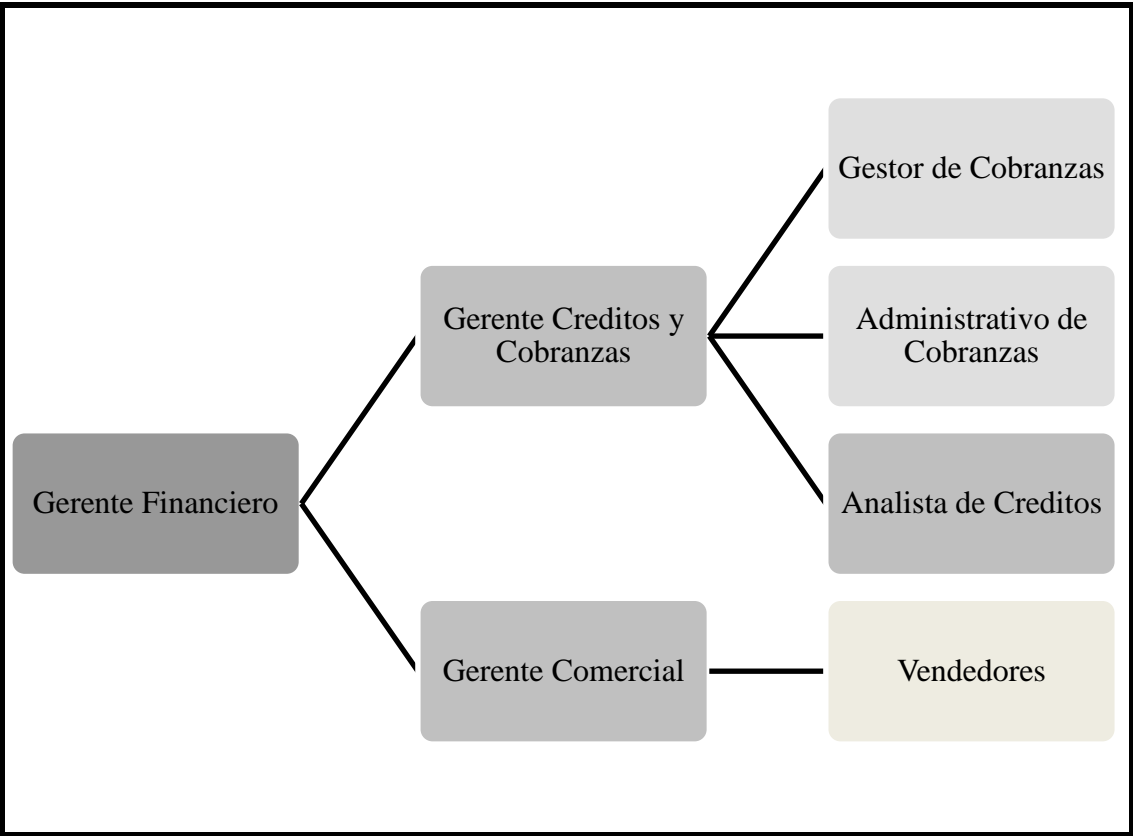 Gestor de Cobranzas
Gerente Creditos y
Cobranzas
Administrativo de
Cobranzas
Gerente Financiero
Analista de Creditos
Gerente Comercial
Vendedores